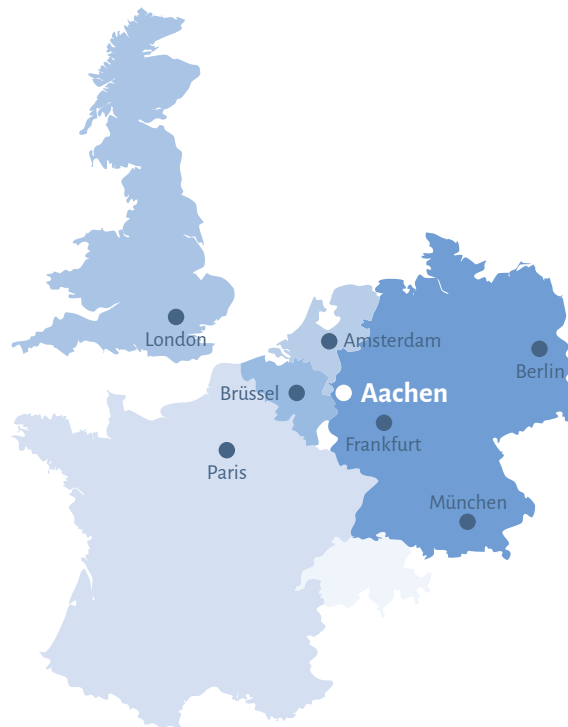 London
Amsterdam
Berlin
Brüssel
Aachen
Frankfurt
Paris
München